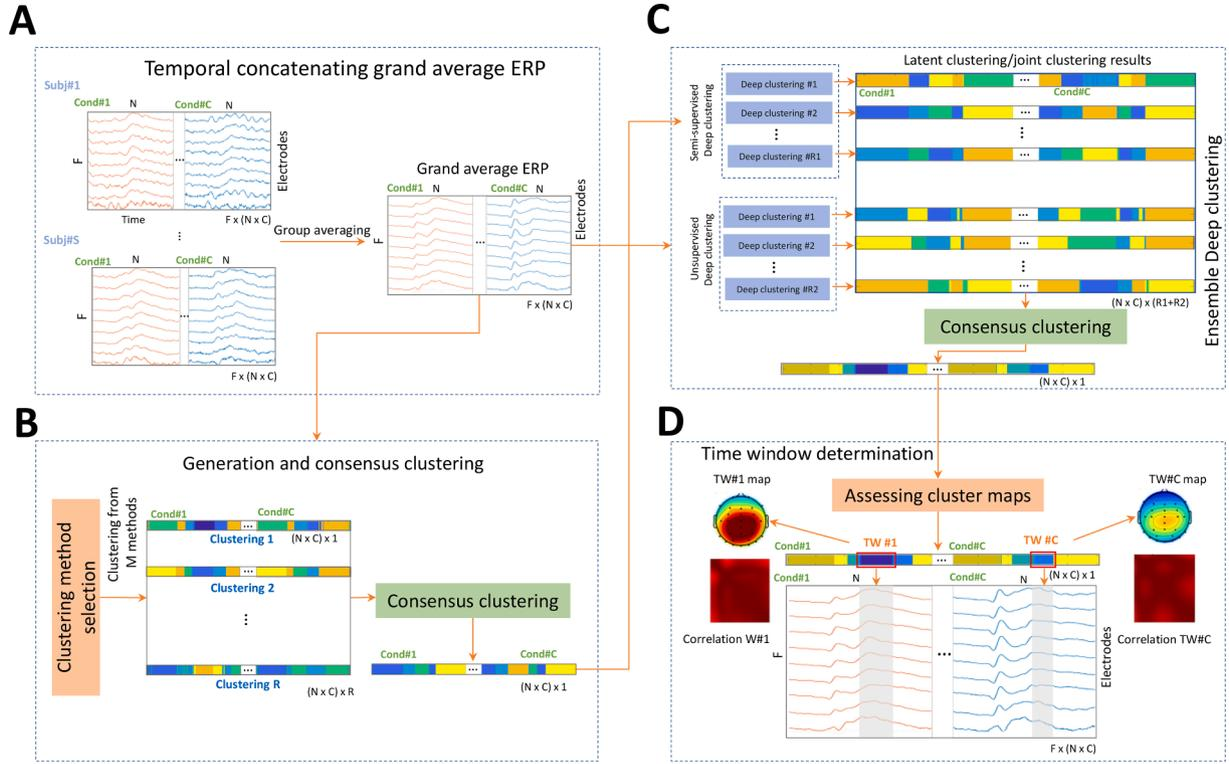 A
Temporal concatenating grand average ERP
Subj#1
Cond#1 N Cond#C N
F
Electrodes
Time
F x (N x C)
...
Subj#S
⋮
Cond#1 N Cond#C N
F
...
F x (N x C)
Group averaging
Grand average ERP
Cond#1 N Cond#C N
F
...
Electrodes
F x (N x C)
B
Generation and consensus clustering
Clustering method
selection
Clustering from
M methods
Cond#1 Cond#C
...
Clustering 1 (N x C) x 1
...
Clustering 2
⋮
...
Clustering R
(N x C) x R
Consensus clustering
Cond#1 Cond#C
...
(N x C) x 1
C
Latent clustering/joint clustering results
Semi-supervised
Deep clustering
Deep clustering #1
Deep clustering #2
⋮
Deep clustering #R1
...
Cond#1 Cond#C
...
⋮
...
Unsupervised
Deep clustering
Deep clustering #1
Deep clustering #2
⋮
Deep clustering #R2
...
...
⋮
...
(N x C) x (R1+R2)
Ensemble Deep clustering
Consensus clustering
...
(N x C) x 1
D
Time window determination
TW#1 map
Assessing cluster maps
TW#C map
TW #1 TW #C
Cond#1 Cond#C
...
(N x C) x 1
Cond#1 N Cond#C N
Correlation W#1
Correlation TW#C
F
...
Electrodes
F x (N x C)